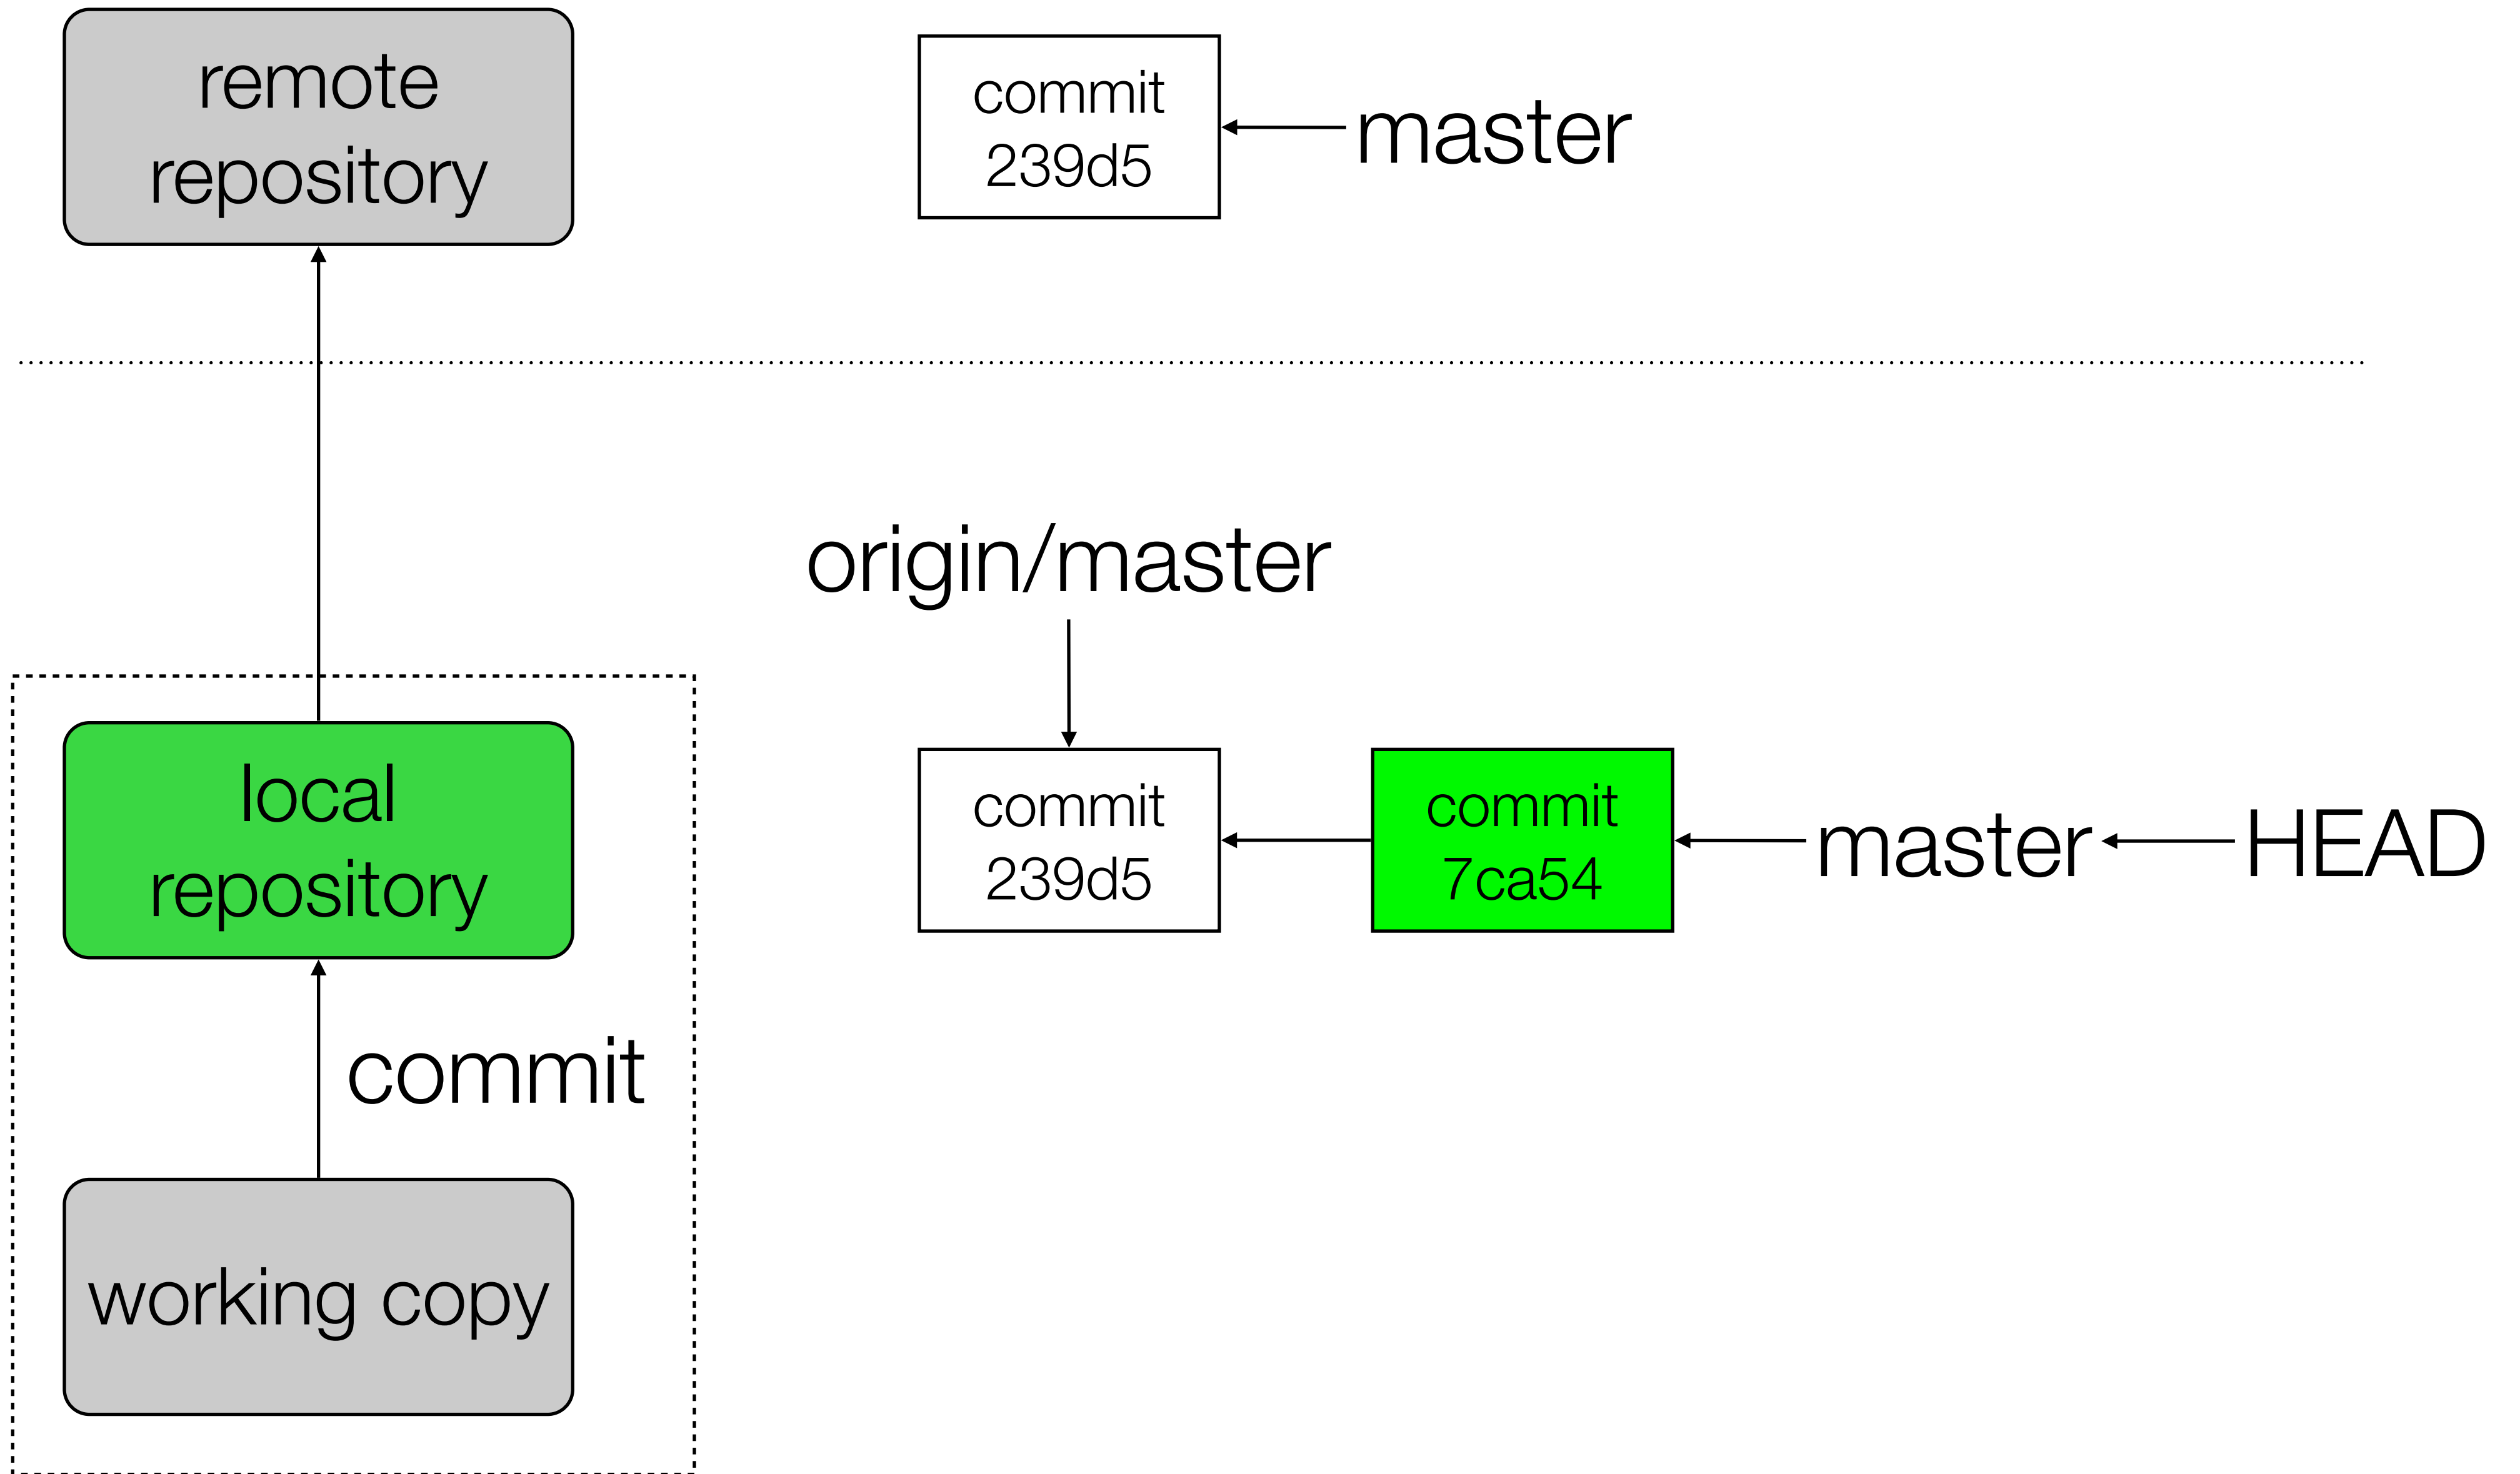 remote
repository
commit
239d5
master
origin/master
local
repository
commit
239d5
commit
7ca54
master
HEAD
commit
working copy